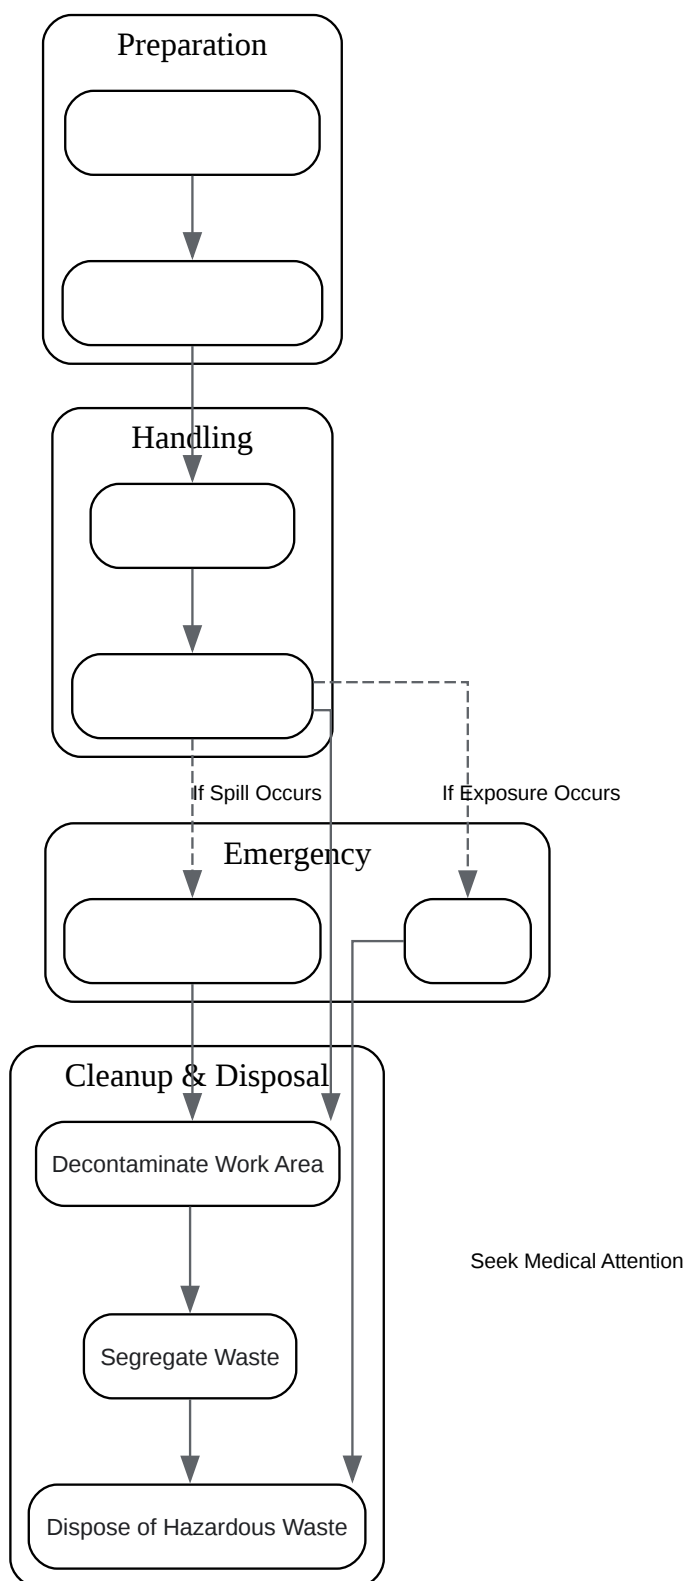 Preparation
Handling
If Spill Occurs
If Exposure Occurs
Emergency
Cleanup & Disposal
Decontaminate Work Area
Seek Medical Attention
Segregate Waste
Dispose of Hazardous Waste